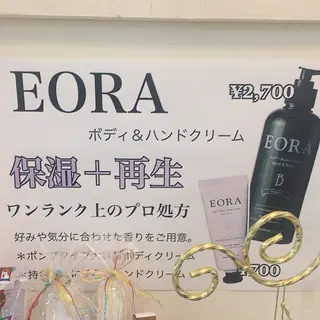 EORA
¥2,700
ボディ＆ハンドクリーム
保湿＋再生
ワンランク上のプロ処方
好みや気分に合わせた香りをご用意。
＊ポンプタイプ
ボディクリーム
＊持
ンドクリーム
EORA
B
EORA
700